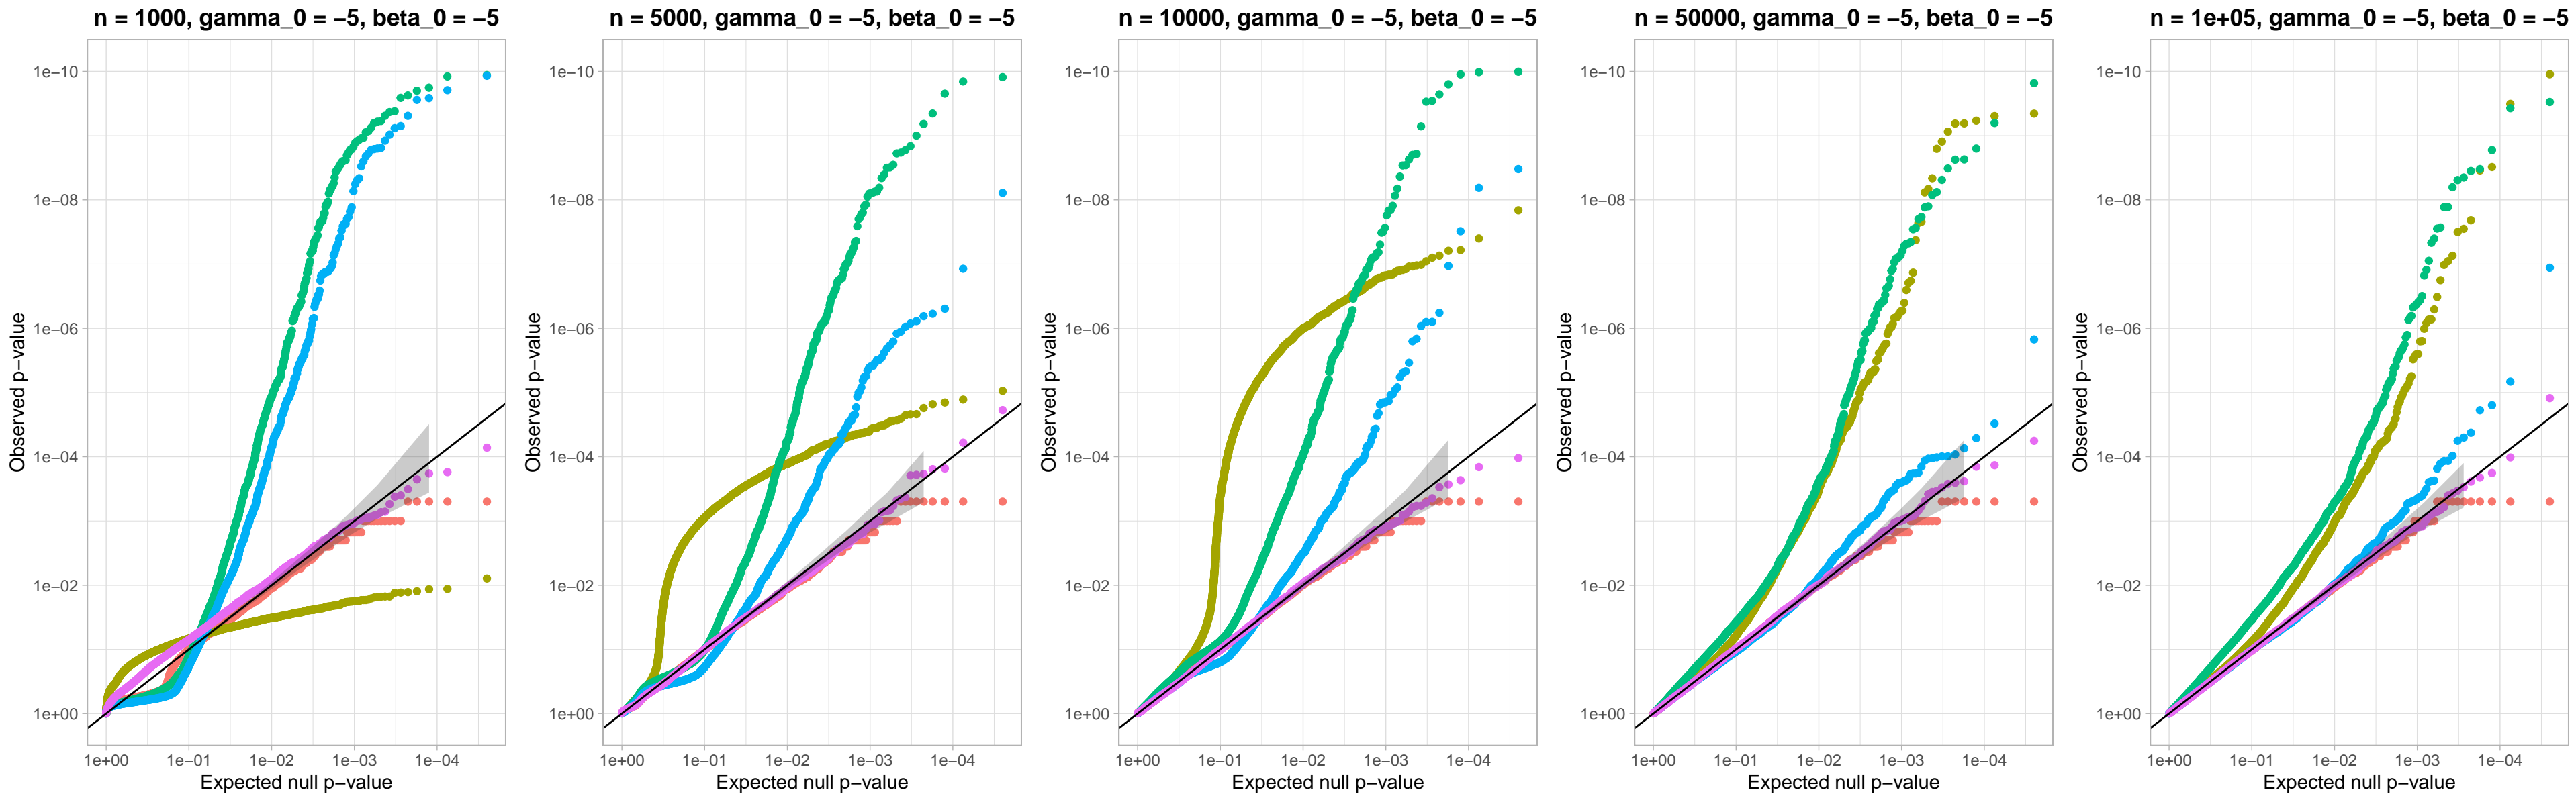 n = 1000, gamma_0 = −5, beta_0 = −5
1e−10
1e−08
1e−06
1e−04
1e−02
1e+00
Observed p−value
1e+00 1e−01 1e−02 1e−03 1e−04
Expected null p−value
n = 5000, gamma_0 = −5, beta_0 = −5
1e−10
1e−08
1e−06
1e−04
1e−02
1e+00
Observed p−value
1e+00 1e−01 1e−02 1e−03 1e−04
Expected null p−value
n = 10000, gamma_0 = −5, beta_0 = −5
1e−10
1e−08
1e−06
1e−04
1e−02
1e+00
Observed p−value
1e+00 1e−01 1e−02 1e−03 1e−04
Expected null p−value
n = 50000, gamma_0 = −5, beta_0 = −5
1e−10
1e−08
1e−06
1e−04
1e−02
1e+00
Observed p−value
1e+00 1e−01 1e−02 1e−03 1e−04
Expected null p−value
n = 1e+05, gamma_0 = −5, beta_0 = −5
1e−10
1e−08
1e−06
1e−04
1e−02
1e+00
Observed p−value
1e+00 1e−01 1e−02 1e−03 1e−04
Expected null p−value